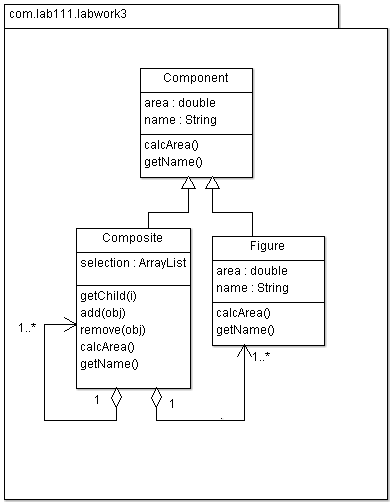 com.lab111.labwork3
Component
area : double
name : String
calcArea()
getName()
Composite
selection : ArrayList
getChild(i)
add(obj)
remove(obj)
calcArea()
getName()
Figure
area : double
name : String
calcArea()
getName()
1..*
1..*
1
1